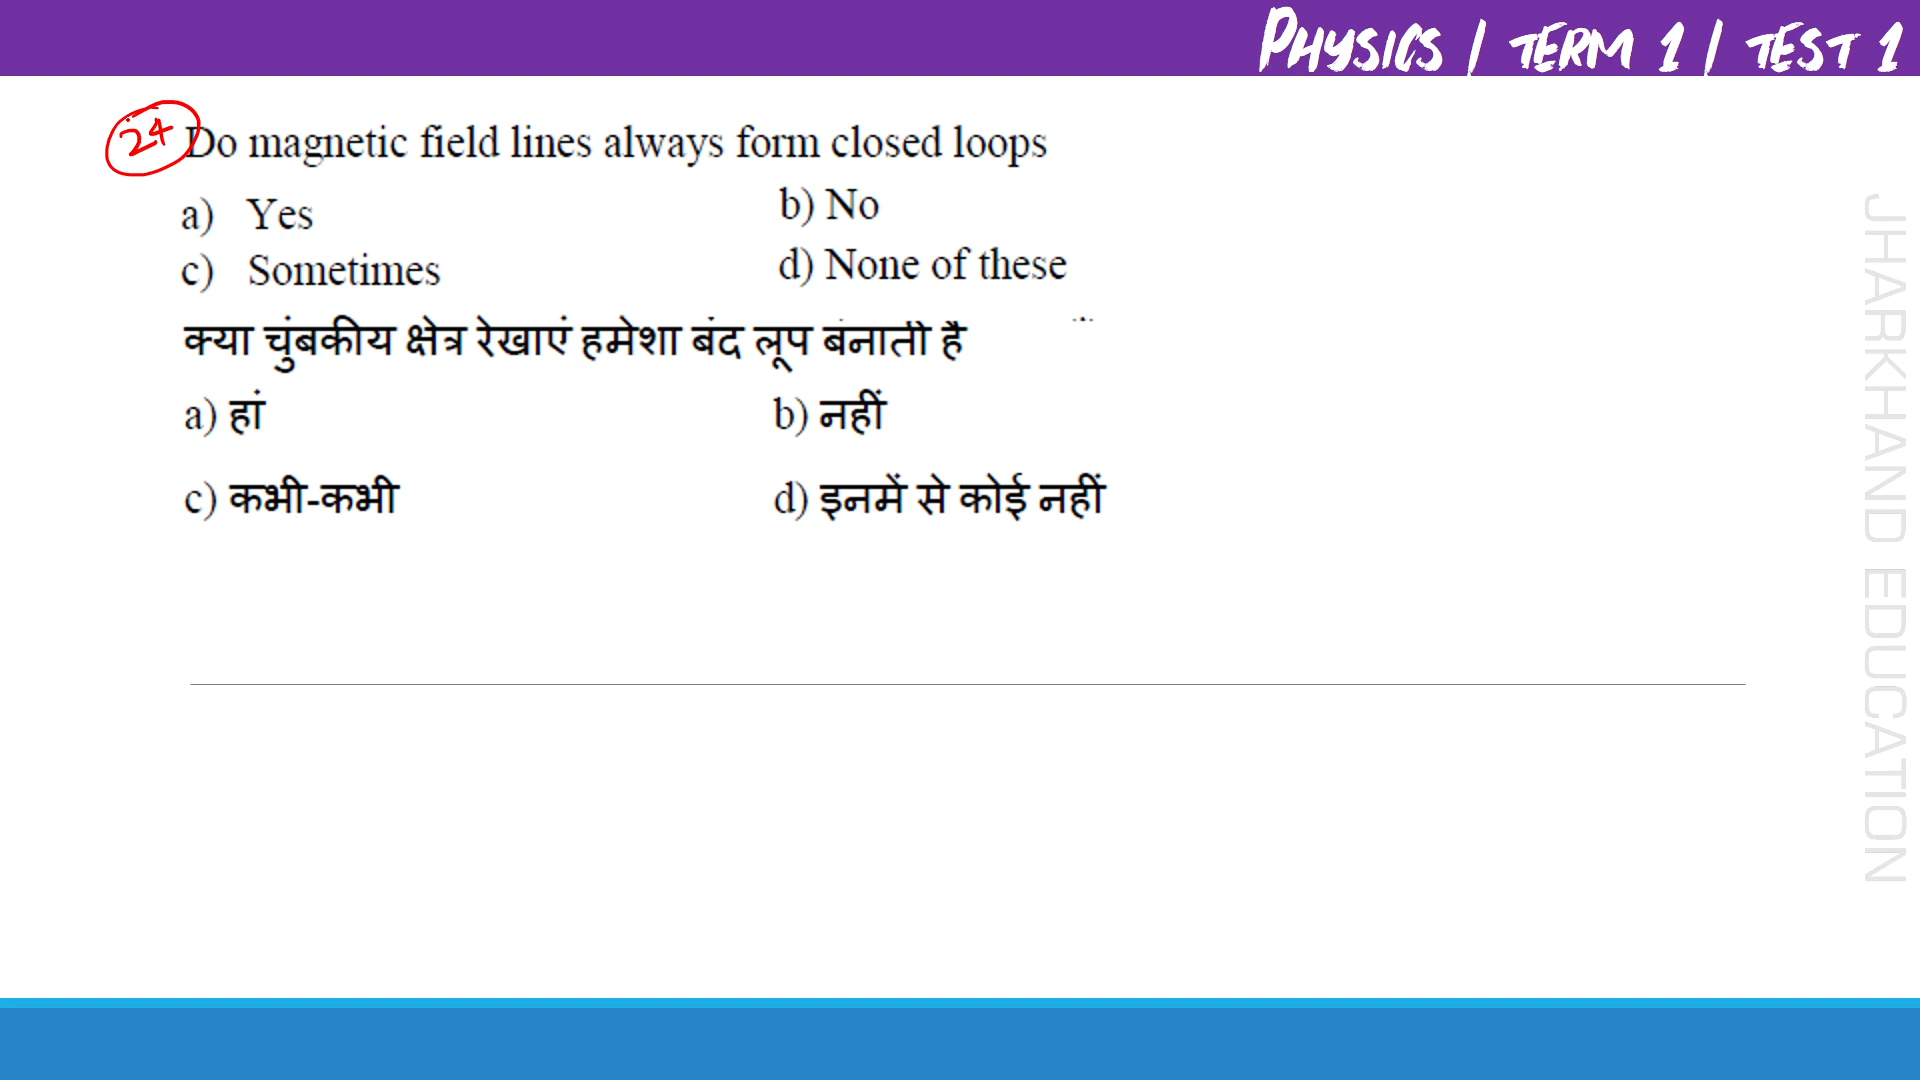 PHYSICS | TERM 1 | TEST 1
24 Do magnetic field lines always form closed loops
a) Yes b) No
c) Sometimes d) None of these
क्या चुंबकीय क्षेत्र रेखाएं हमेशा बंद लूप बनाती है
a) हां b) नहीं
c) कभी-कभी d) इनमें से कोई नहीं
JHARKHAND EDUCATION